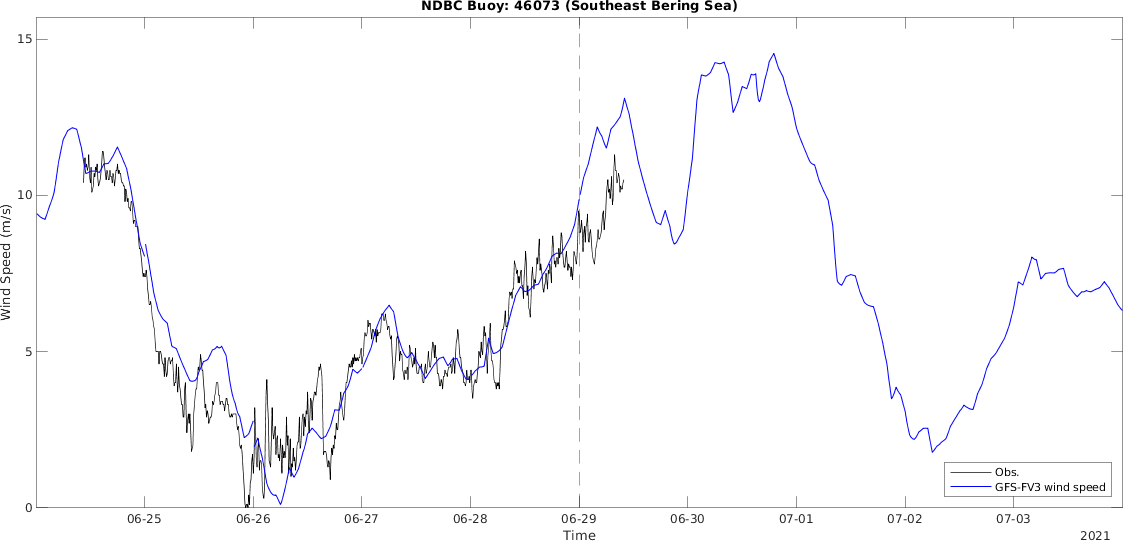 NDBC Buoy: 46073 (Southeast Bering Sea)
15
10
5
0
Wind Speed (m/s)
Obs.
GFS-FV3 wind speed
06-25 06-26 06-27 06-28 06-29 06-30 07-01 07-02 07-03
Time
2021